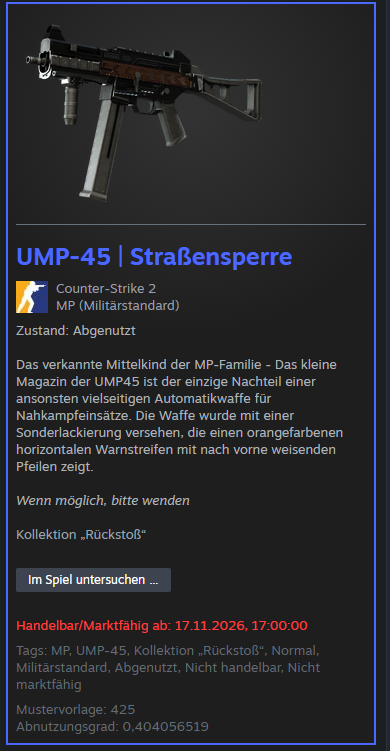 UMP-45 | Straßensperre
Counter-Strike 2
MP (Militärstandard)
Zustand: Abgenutzt
Das verkannte Mittelkind der MP-Familie - Das kleine
Magazin der UMP45 ist der einzige Nachteil einer
ansonsten vielseitigen Automatikwaffe für
Nahkampfeinsätze. Die Waffe wurde mit einer
Sonderlackierung versehen, die einen orangefarbenen
horizontalen Warnstreifen mit nach vorne weisenden
Pfeilen zeigt.
Wenn möglich, bitte wenden
Kollektion „Rückstoß“
Im Spiel untersuchen ...
Handelbar/Marktfähig ab: 17.11.2026, 17:00:00
Tags: MP, UMP-45, Kollektion „Rückstoß“, Normal,
Militärstandard, Abgenutzt, Nicht handelbar, Nicht
marktfähig
Mustervorlage: 425
Abnutzungsgrad: 0,404056519